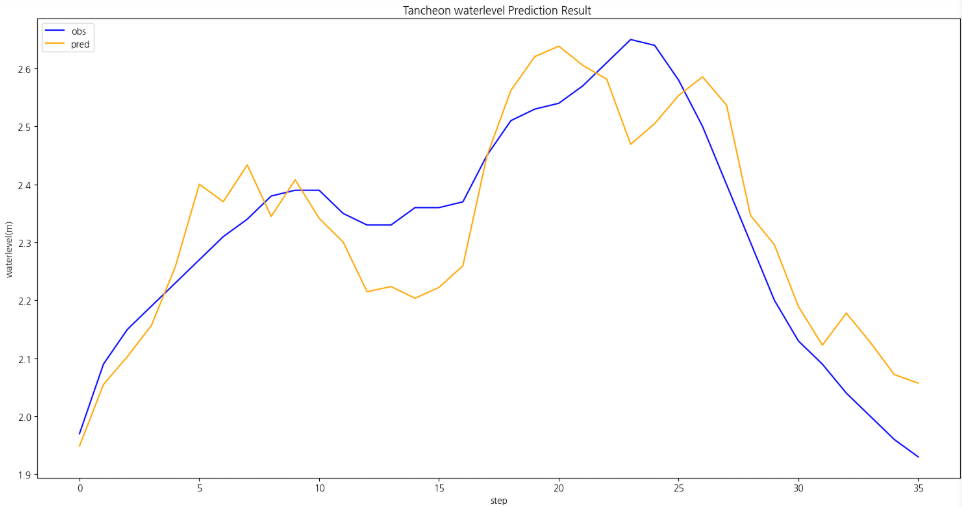 Tancheon waterlevel Prediction Result
obs
pred
waterlevel(m)
2.6
2.5
2.4
2.3
2.2
2.1
2.0
1.9
0 5 10 15 20 25 30 35
step